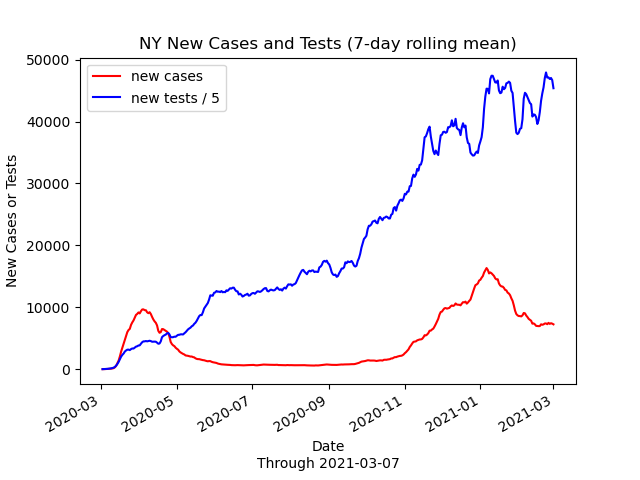 NY New Cases and Tests (7-day rolling mean)
new cases
new tests / 5
New Cases or Tests
50000
40000
30000
20000
10000
0
2020-03
2020-05
2020-07
2020-09
2020-11
2021-01
2021-03
Date
Through 2021-03-07